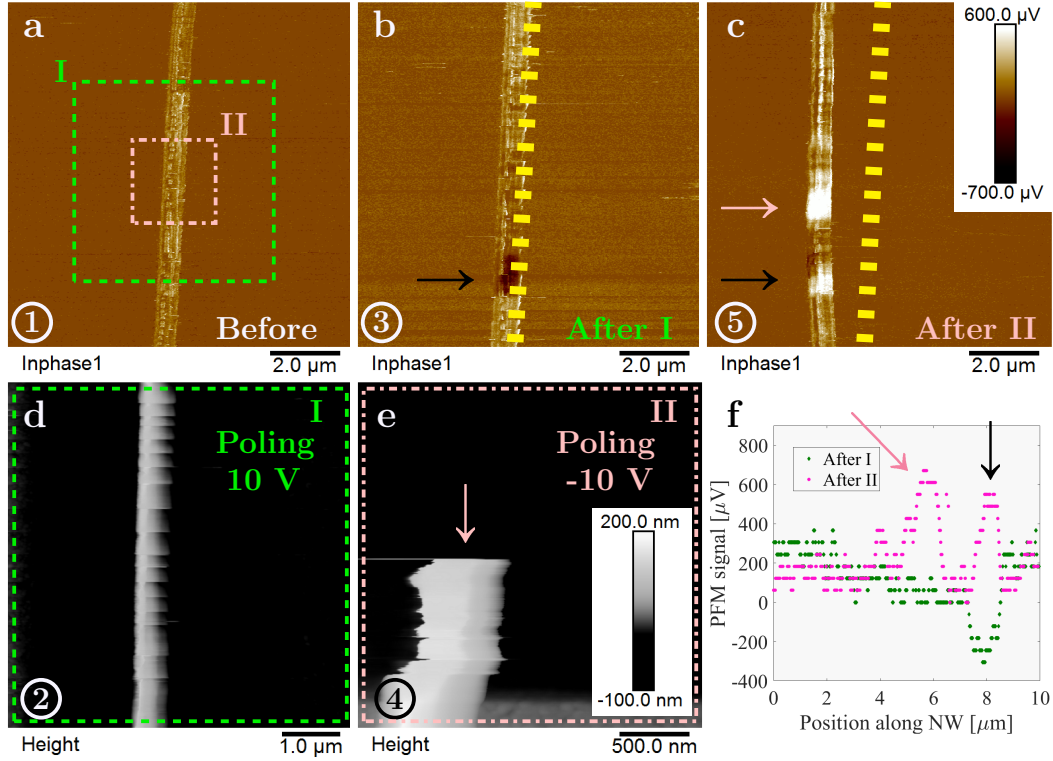 a
I
II
1
Before
Inphase1
2.0 µm
b
3
After I
Inphase1
2.0 µm
c
600.0 µV
-700.0 µV
5
After II
Inphase1
2.0 µm
d
I
Poling
10 V
2
Height
1.0 µm
e
II
Poling
-10 V
200.0 nm
-100.0 nm
4
Height
500.0 nm
f
After I
After II
PFM signal [µV]
800
600
400
200
0
-200
-400
0
2
4
6
8
10
Position along NW [µm]